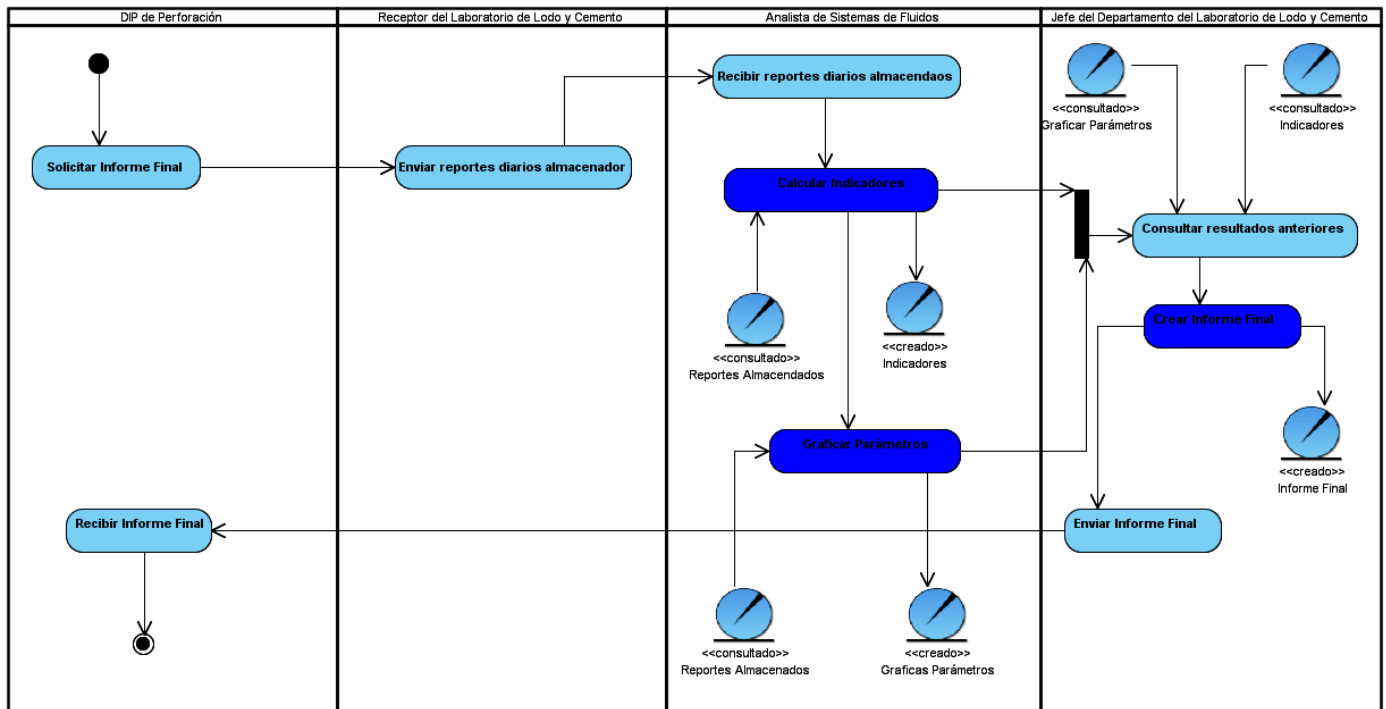 DIP de Perforación
Receptor del Laboratorio de Lodo y Cemento
Analista de Sistemas de Fluidos
Jefe del Departamento del Laboratorio de Lodo y Cemento
Recibir reportes diarios almacendaos
<<consultado>>
Graficar Parámetros
<<consultado>>
Indicadores
Solicitar Informe Final
Enviar reportes diarios almacenador
Calcular Indicadores
Consultar resultados anteriores
<<consultado>>
Reportes Almacendados
<<creado>>
Indicadores
Crear Informe Final
Graficar Parámetros
<<creado>>
Informe Final
Recibir Informe Final
Enviar Informe Final
<<consultado>>
Reportes Almacenados
<<creado>>
Graficas Parámetros